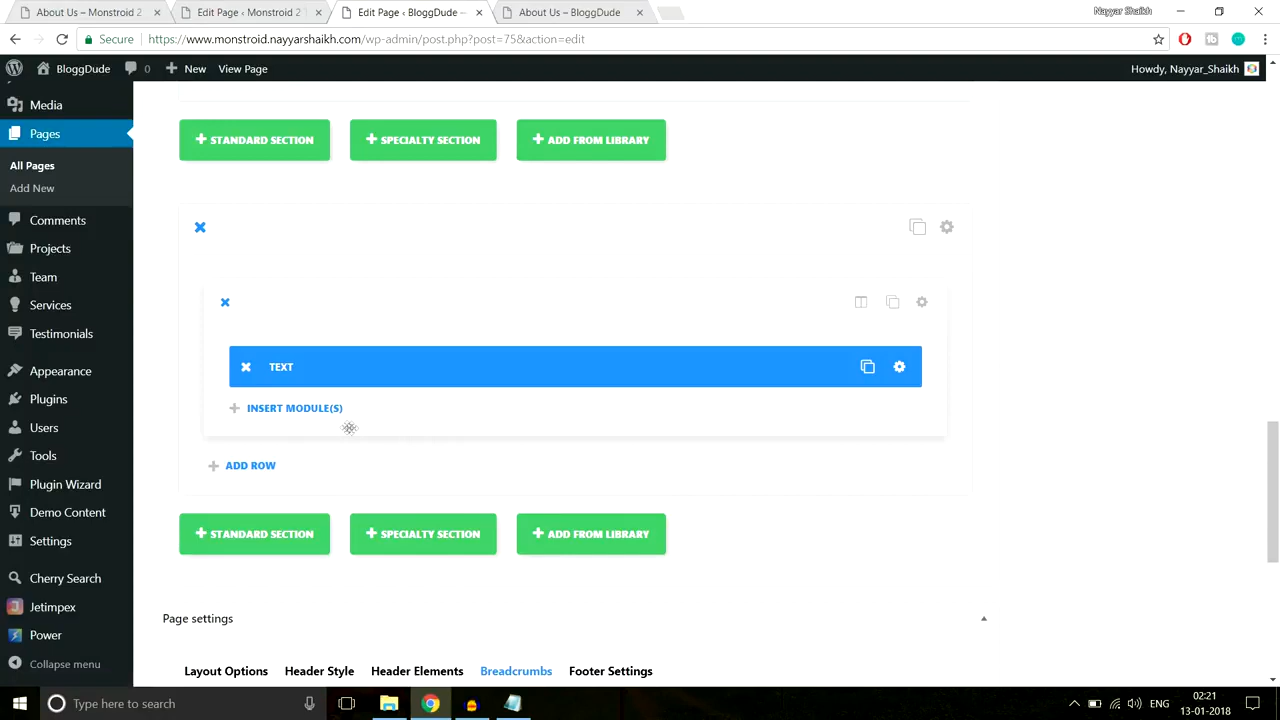 About Us – Monstroid 2
Edit Page ‹ Monstroid 2
Edit Page ‹ BloggDude —
About Us – BloggDude
Nayyar Shaikh
Secure
https://www.monstroid.nayyarshaikh.com/wp-admin/post.php?post=75&action=edit
BloggDude
0
New
View Page
Howdy, Nayyar_Shaikh
Media
Pages
All Pages
Add New
Comments
Projects
Team
Services
Testimonials
Appearance
Plugins
Users
Tools
Plugin Wizard
Demo Content
Settings
Cherry Search
Jetimpex
Power
Collapse menu
STANDARD SECTION
SPECIALTY SECTION
ADD FROM LIBRARY
TEXT
INSERT MODULE(S)
ADD ROW
STANDARD SECTION
SPECIALTY SECTION
ADD FROM LIBRARY
Page settings
Layout Options
Header Style
Header Elements
Breadcrumbs
Footer Settings
Type here to search
ENG
02:21
13-01-2018